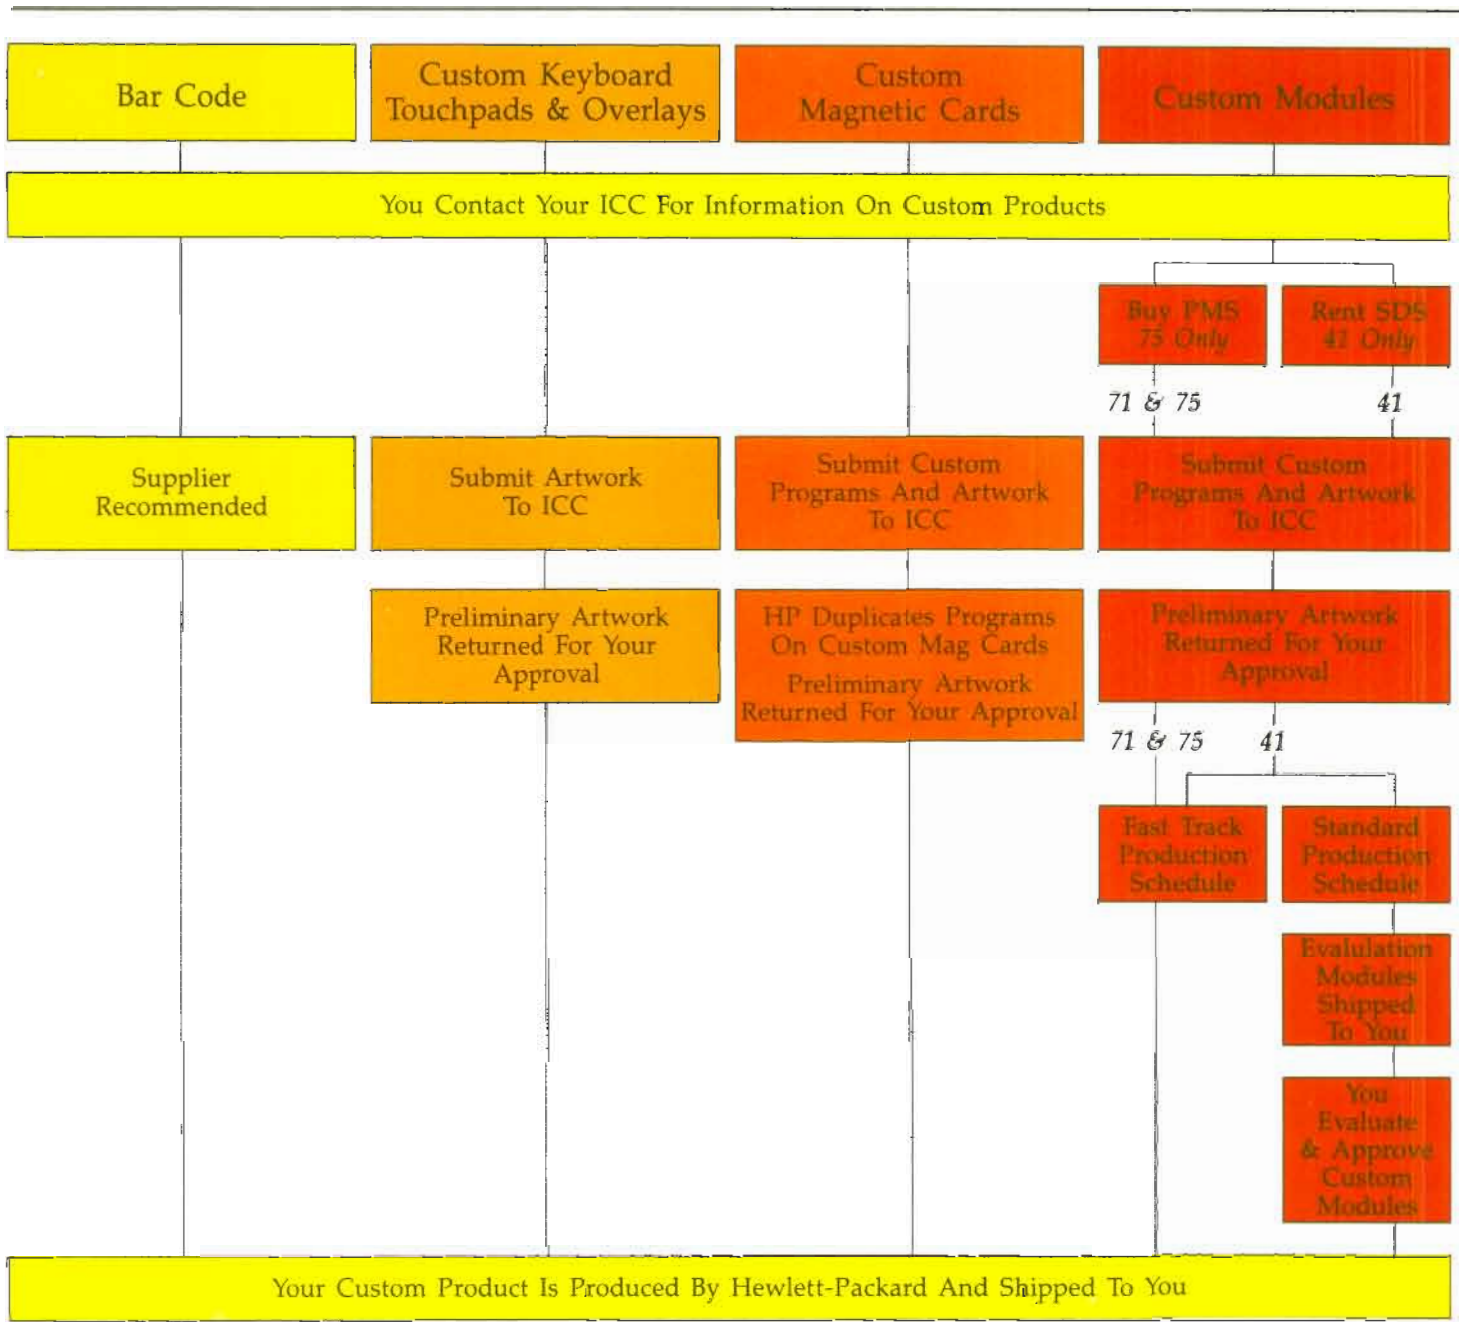 Bar Code
Custom Keyboard
Touchpads & Overlays
Custom
Magnetic Cards
Custom Modules
You Contact Your ICC For Information On Custom Products
Buy PMS
75 Only
Rent SDS
41 Only
71 & 75
41
Supplier
Recommended
Submit Artwork
To ICC
Submit Custom
Programs And Artwork
To ICC
Submit Custom
Programs And Artwork
To ICC
Preliminary Artwork
Returned For Your
Approval
HP Duplicates Programs
On Custom Mag Cards
Preliminary Artwork
Returned For Your Approval
Preliminary Artwork
Returned For Your
Approval
71 & 75
41
Fast Track
Production
Schedule
Standard
Production
Schedule
Evalulation
Modules
Shipped
To You
You
Evaluate
& Approve
Custom
Modules
Your Custom Product Is Produced By Hewlett-Packard And Shipped To You